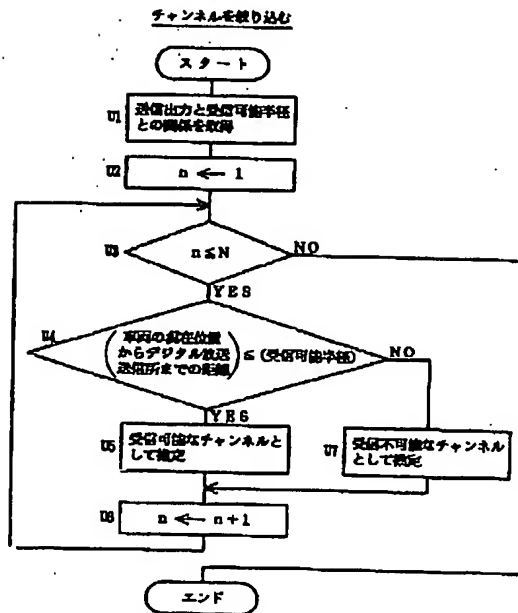 チャンネルを絞り込む
スタート
U1
送信出力と受信可能半径
との関係を取得
U2
n ← 1
U3
n≦N
NO
YES
U4
車両の現在位置
からデジタル放送
送信所までの距離
≦(受信可能半径)
NO
YES
U5
受信可能なチャンネルと
して推定
U7
受信不可能なチャンネル
として推定
U6
n ← n+1
エンド